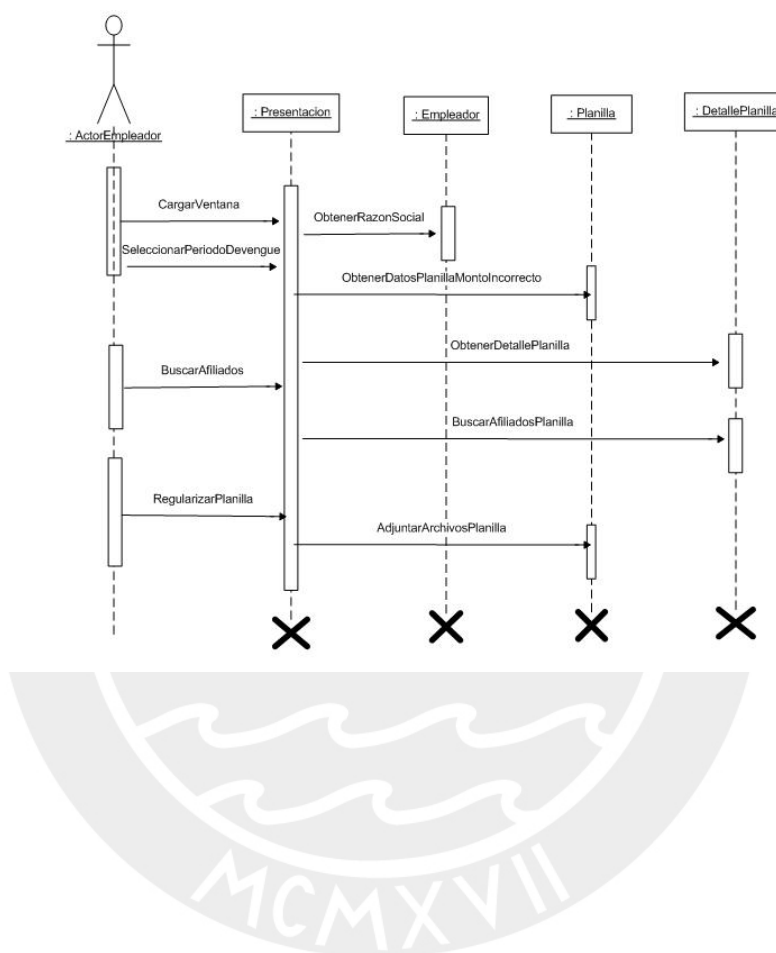 : ActorEmpleador
: Presentacion
: Empleador
: Planilla
: DetallePlanilla
CargarVentana
ObtenerRazonSocial
SeleccionarPeriodoDevengue
ObtenerDatosPlanillaMontoIncorrecto
ObtenerDetallePlanilla
BuscarAfiliados
BuscarAfiliadosPlanilla
RegularizarPlanilla
AdjuntarArchivosPlanilla
MCMXVII